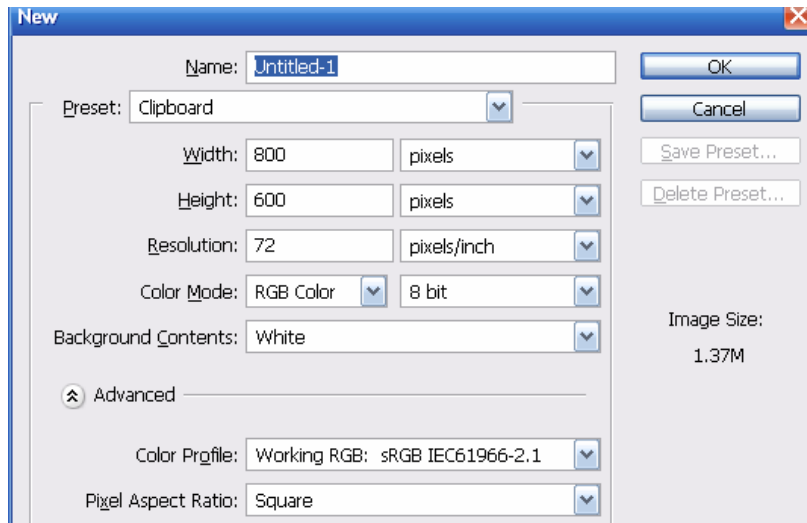 New
Name: Untitled-1
OK
Preset: Clipboard
Cancel
Width: 800 pixels
Save Preset...
Height: 600 pixels
Delete Preset...
Resolution: 72 pixels/inch
Color Mode: RGB Color 8 bit
Image Size:
Background Contents: White
1.37M
Advanced
Color Profile: Working RGB: sRGB IEC61966-2.1
Pixel Aspect Ratio: Square